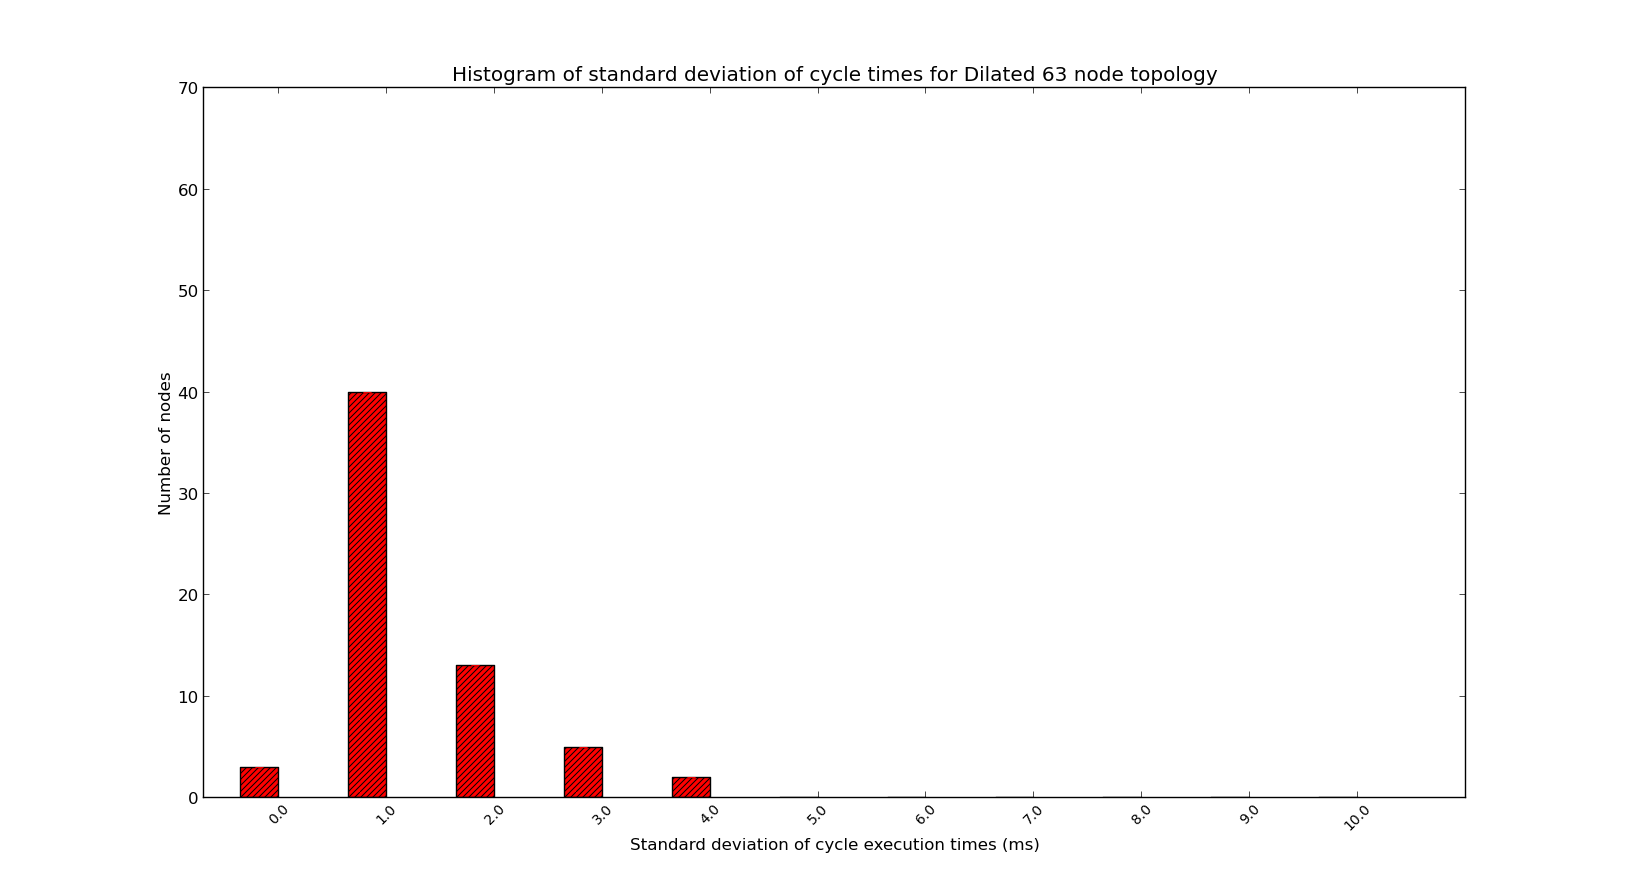 Histogram of standard deviation of cycle times for Dilated 63 node topology
70
60
50
40
30
20
10
0
Number of nodes
0.0 1.0 2.0 3.0 4.0 5.0 6.0 7.0 8.0 9.0 10.0
Standard deviation of cycle execution times (ms)